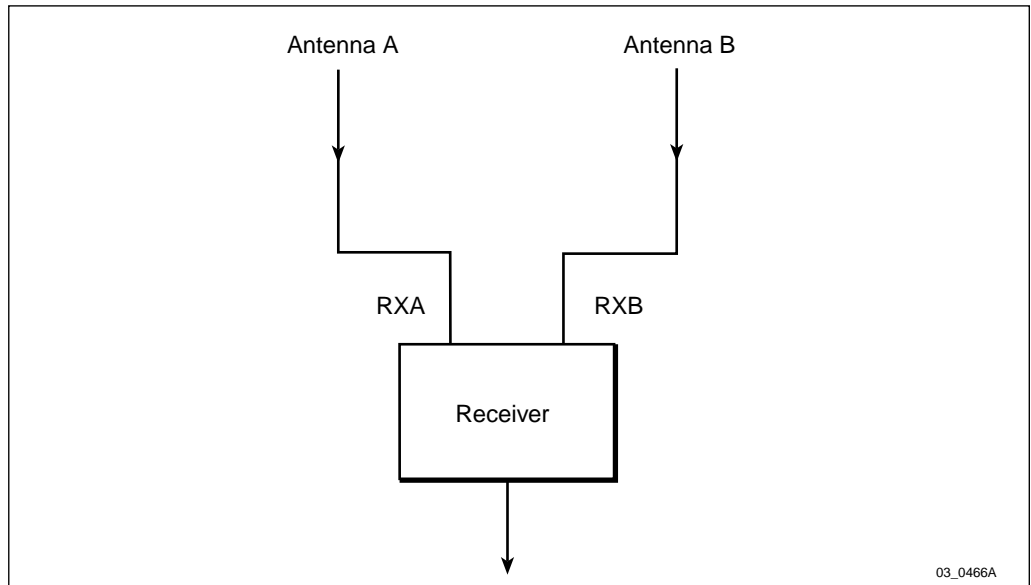 Antenna A
Antenna B
RXA
RXB
Receiver
03_0466A